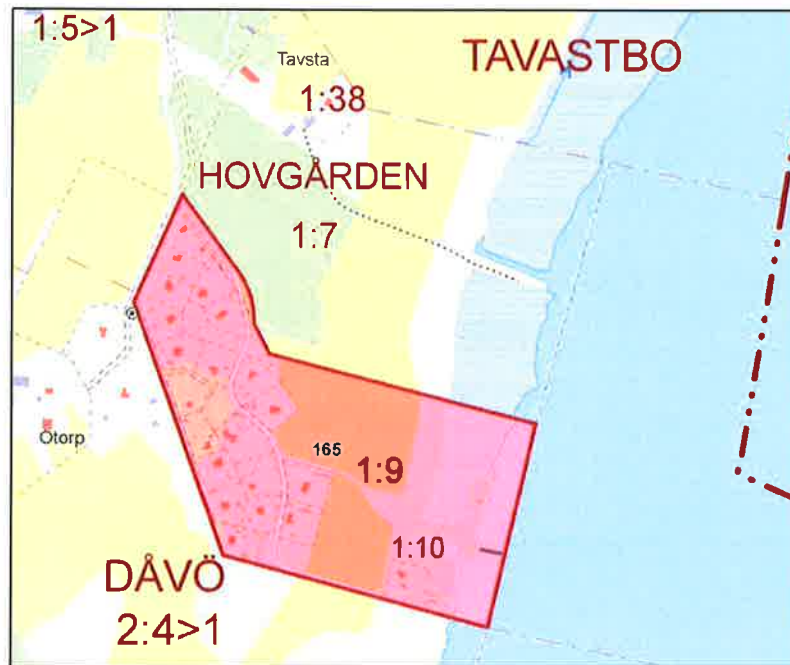 1:5>1
TAVASTBO
Tavsta
1:38
HOVGÅRDEN
1:7
Ötorp
165
1:9
1:10
DÅVÖ
2:4>1